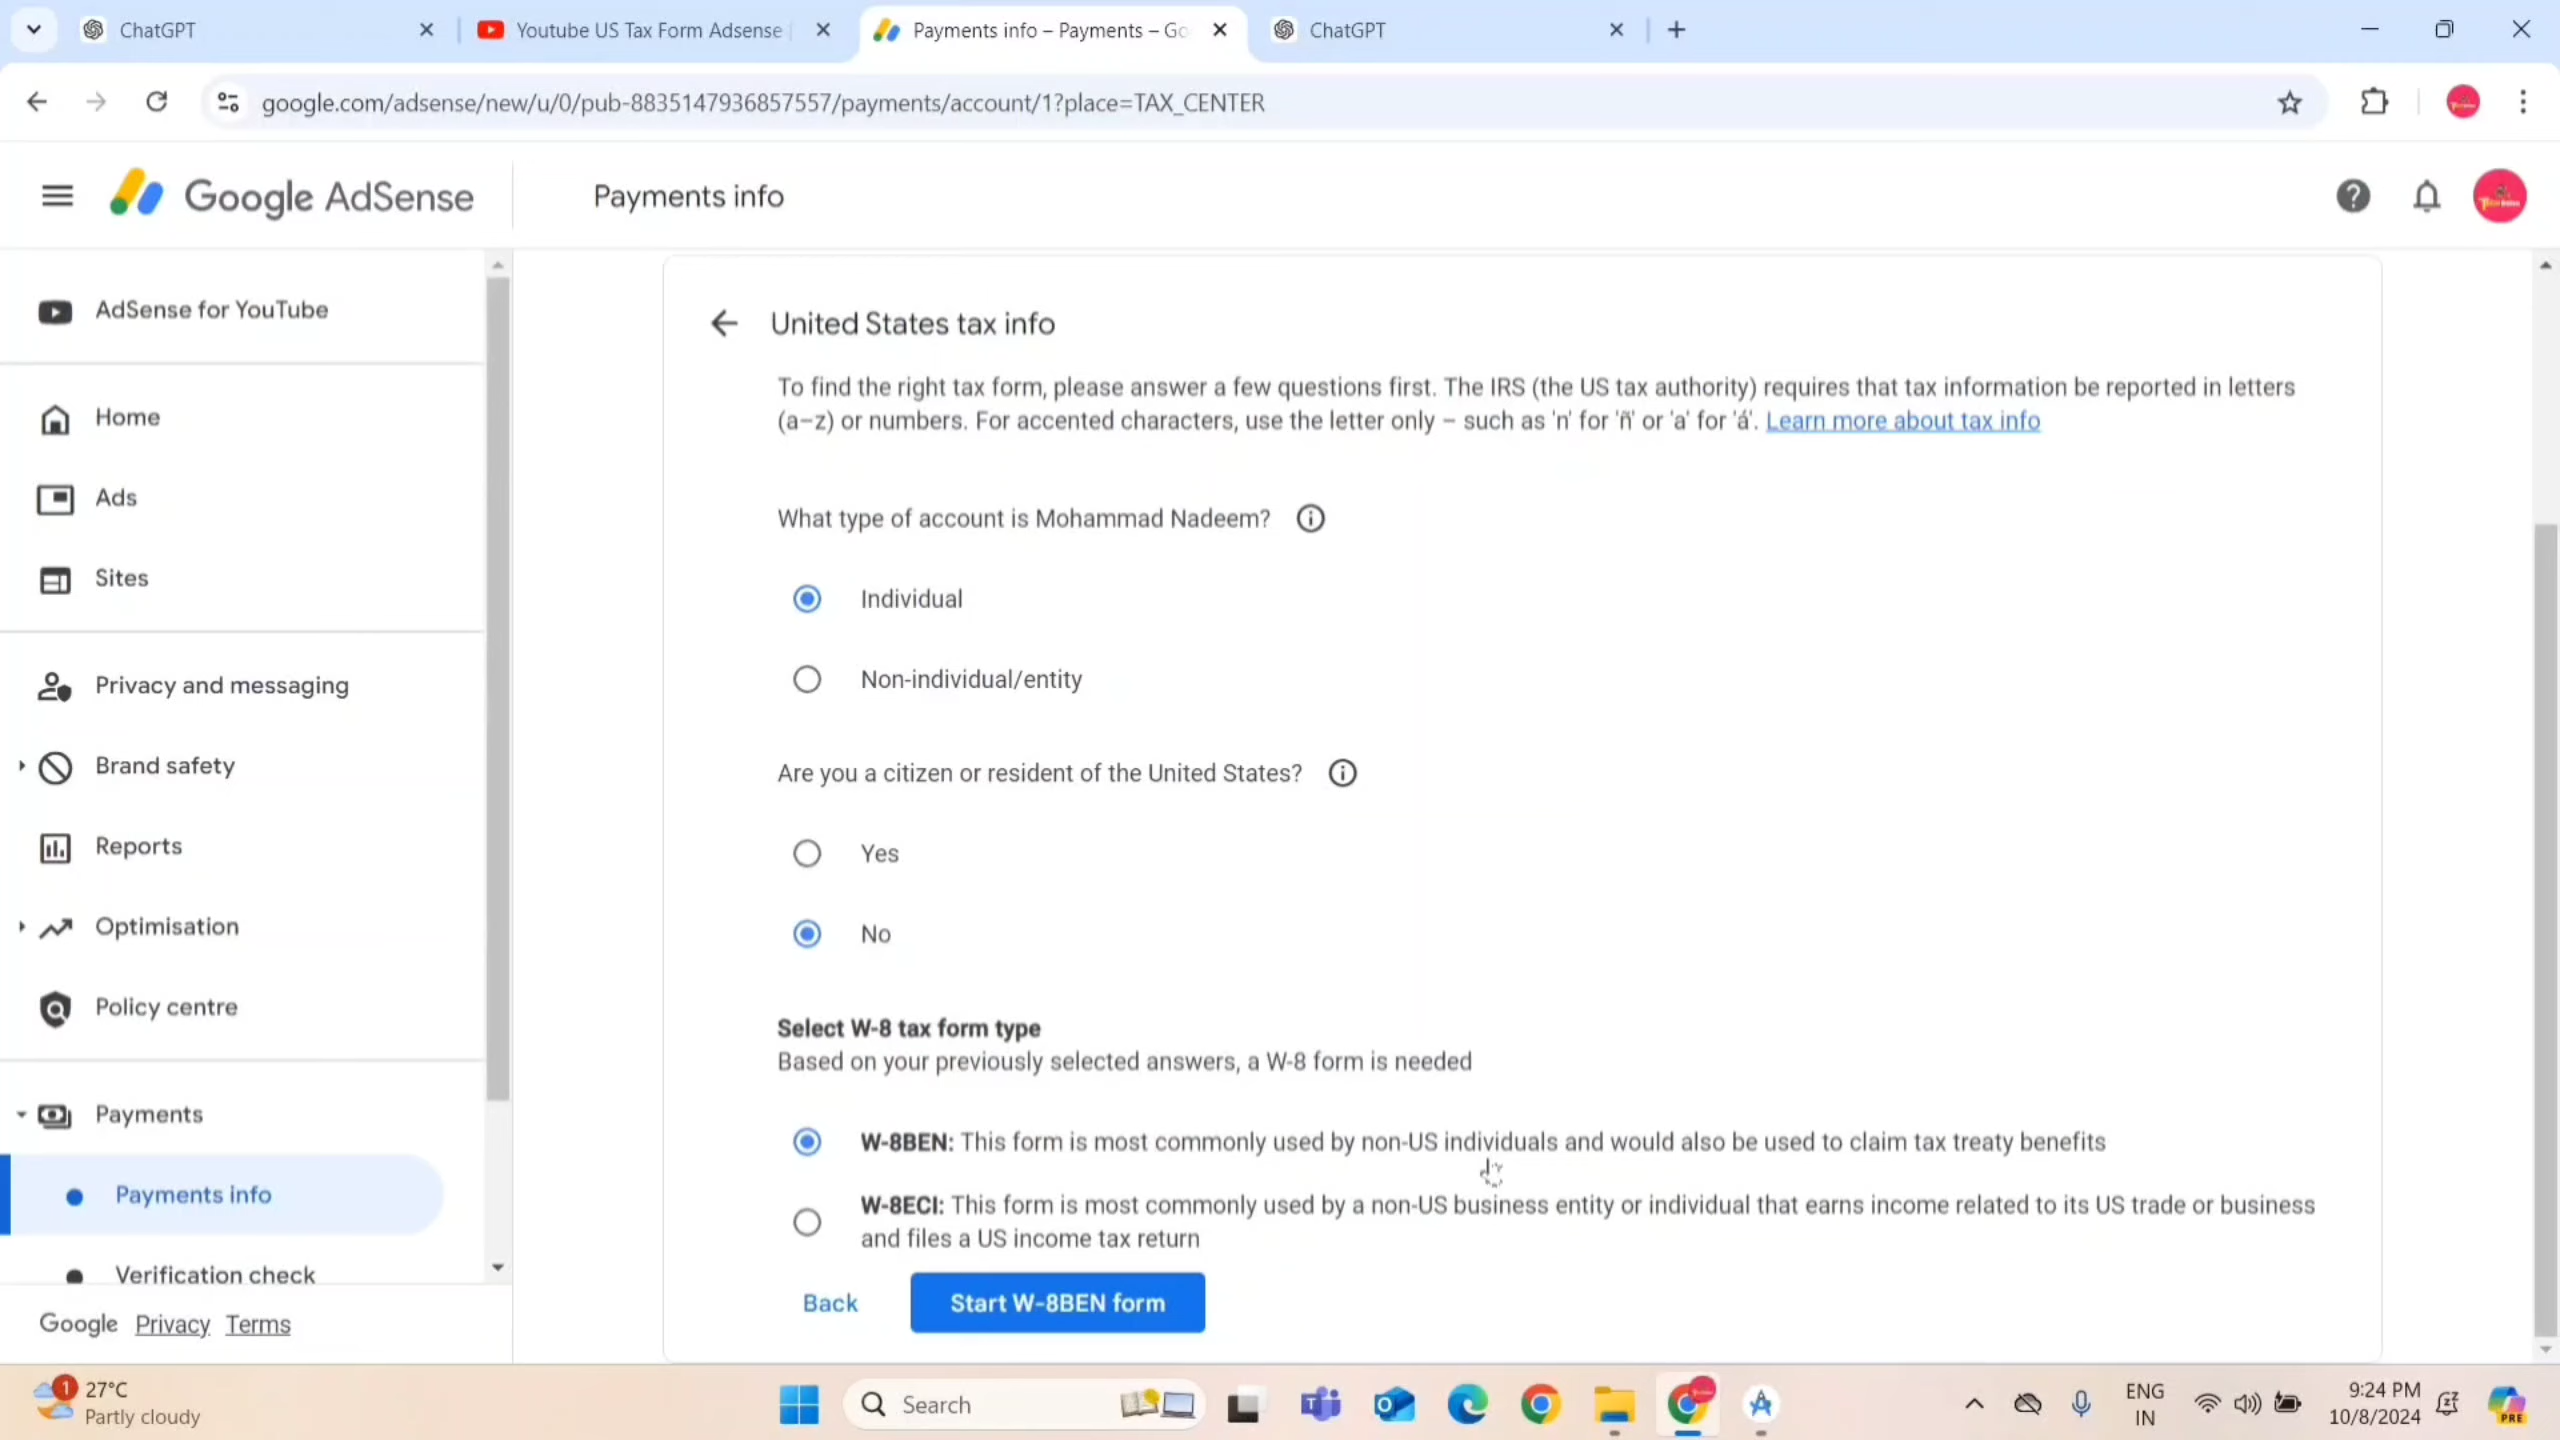 ChatGPT
Youtube US Tax Form Adsense
Payments info – Payments – Go
ChatGPT
google.com/adsense/new/u/0/pub-8835147936857557/payments/account/1?place=TAX_CENTER
Google AdSense
Payments info
AdSense for YouTube
Home
Ads
Sites
Privacy and messaging
Brand safety
Reports
Optimisation
Policy centre
Payments
Payments info
Verification check
Google Privacy Terms
United States tax info
To find the right tax form, please answer a few questions first. The IRS (the US tax authority) requires that tax information be reported in letters
(a–z) or numbers. For accented characters, use the letter only – such as 'n' for 'ñ' or 'a' for 'á'. Learn more about tax info
What type of account is Mohammad Nadeem?
Individual
Non-individual/entity
Are you a citizen or resident of the United States?
Yes
No
Select W-8 tax form type
Based on your previously selected answers, a W-8 form is needed
W-8BEN: This form is most commonly used by non-US individuals and would also be used to claim tax treaty benefits
W-8ECI: This form is most commonly used by a non-US business entity or individual that earns income related to its US trade or business
and files a US income tax return
Back
Start W-8BEN form
1
27°C
Partly cloudy
Search
ENG
IN
9:24 PM
10/8/2024
PRE